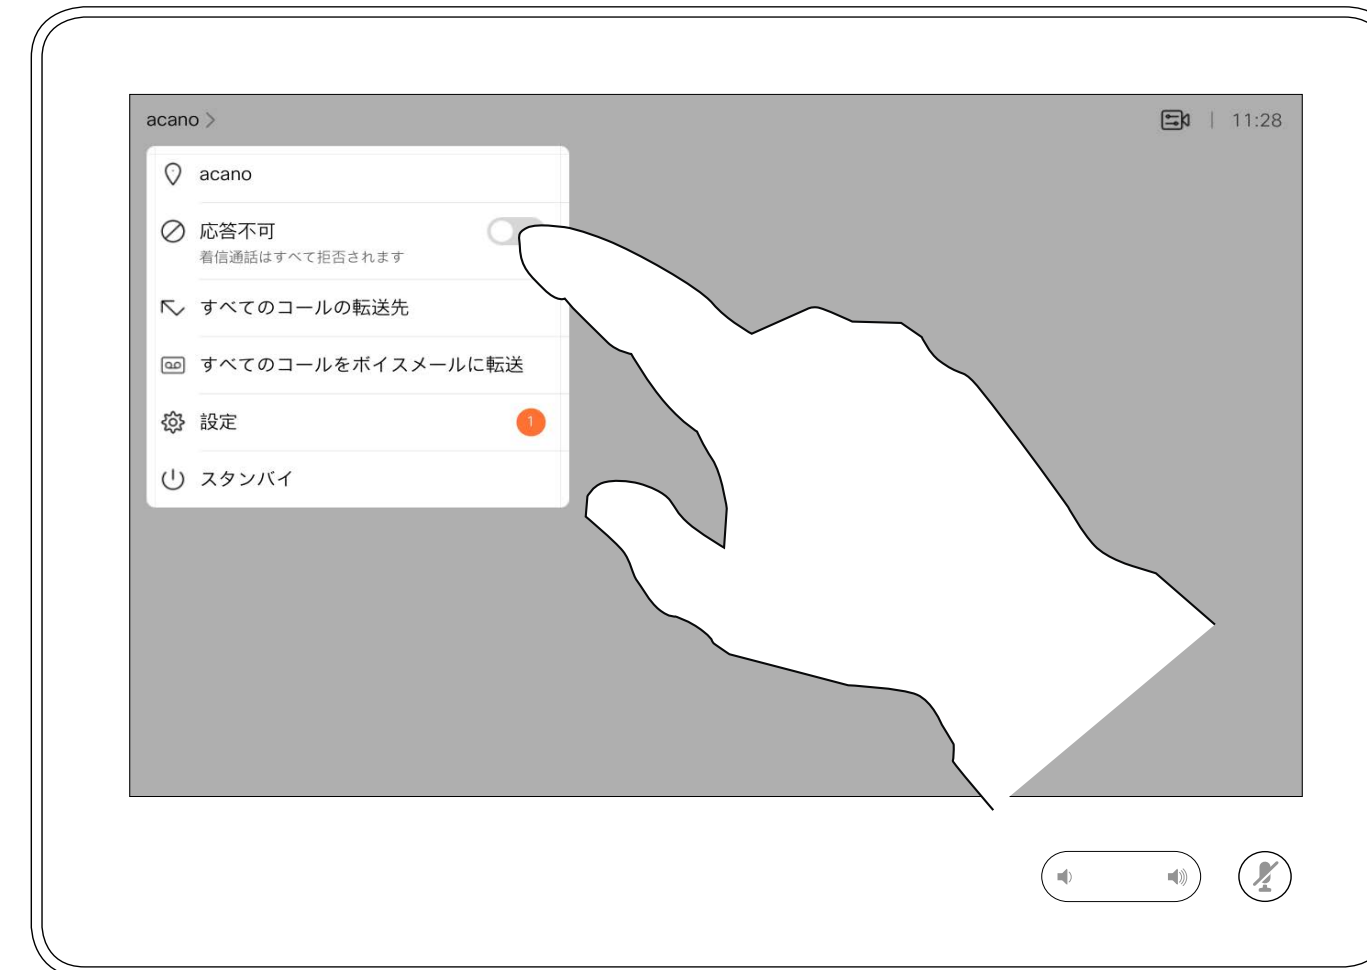 acano >
11:28
acano
応答不可
着信通話はすべて拒否されます
すべてのコールの転送先
すべてのコールをボイスメールに転送
設定
1
スタンバイ